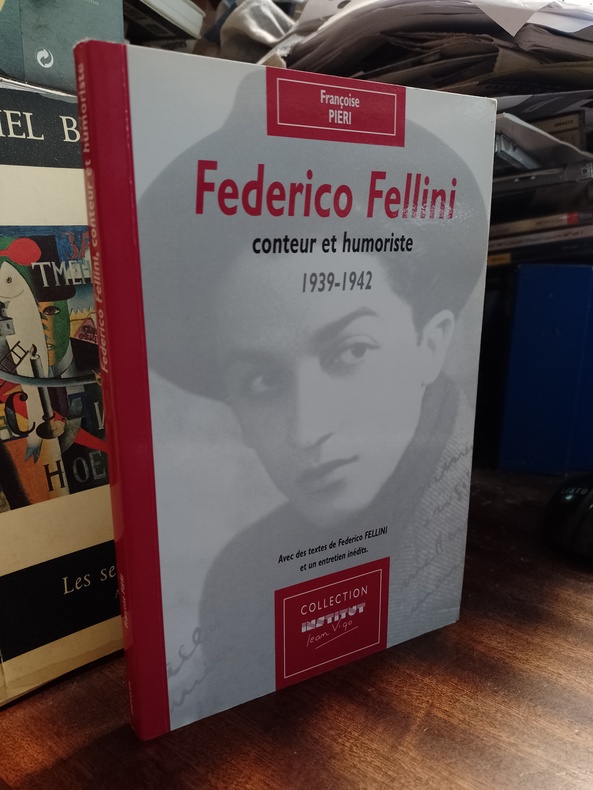 Françoise
PIERI
Federico Fellini
conteur et humoriste
1939-1942
Avec des textes de Federico FELLINI
et un entretien inédits.
COLLECTION
INSTITUT
Jean Vigo
Federico Fellini, conteur et humoriste
Les se